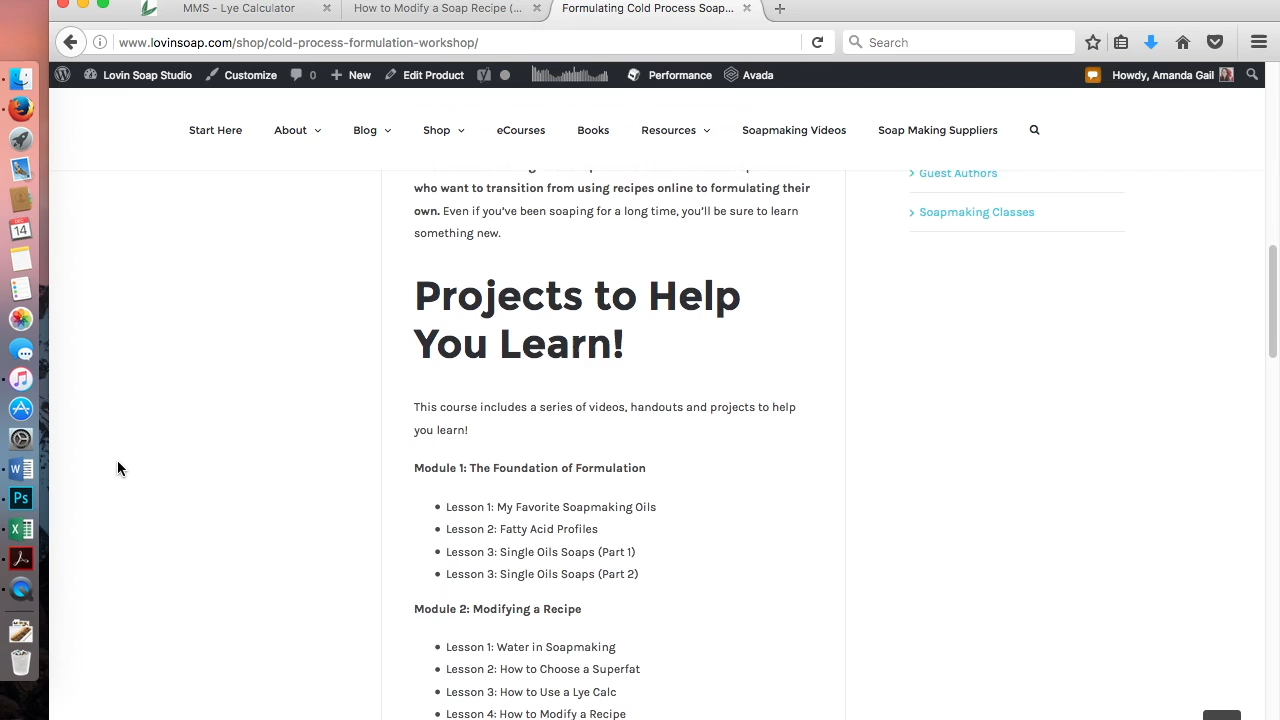 MMS - Lye Calculator
How to Modify a Soap Recipe (...
Formulating Cold Process Soap...
www.lovinsoap.com/shop/cold-process-formulation-workshop/
Search
Lovin Soap Studio
Customize
0
New
Edit Product
Performance
Avada
Howdy, Amanda Gail
Start Here
About
Blog
Shop
eCourses
Books
Resources
Soapmaking Videos
Soap Making Suppliers
who want to transition from using recipes online to formulating their
own. Even if you've been soaping for a long time, you'll be sure to learn
something new.
Guest Authors
Soapmaking Classes
Projects to Help
You Learn!
This course includes a series of videos, handouts and projects to help
you learn!
Module 1: The Foundation of Formulation
Lesson 1: My Favorite Soapmaking Oils
Lesson 2: Fatty Acid Profiles
Lesson 3: Single Oils Soaps (Part 1)
Lesson 3: Single Oils Soaps (Part 2)
Module 2: Modifying a Recipe
Lesson 1: Water in Soapmaking
Lesson 2: How to Choose a Superfat
Lesson 3: How to Use a Lye Calc
Lesson 4: How to Modify a Recipe
DEC
14
W
Ps